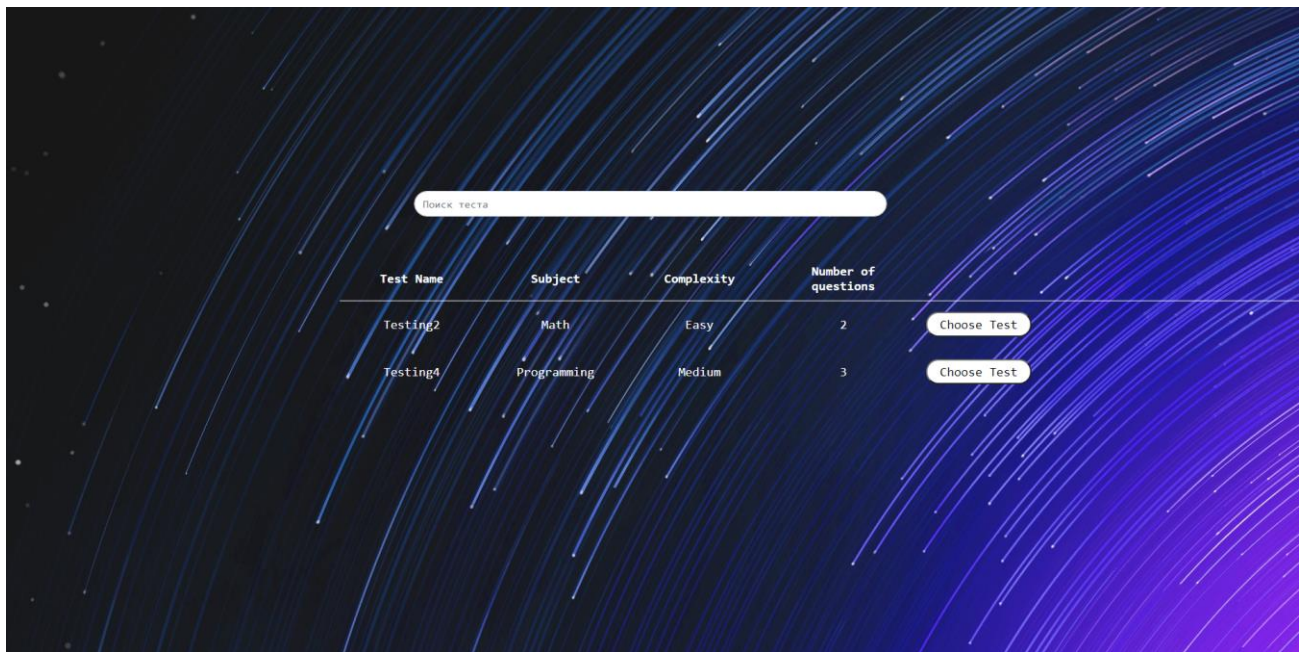 Поиск теста
Test Name Subject Complexity Number of questions
Testing2 Math Easy 2 Choose Test
Testing4 Programming Medium 3 Choose Test